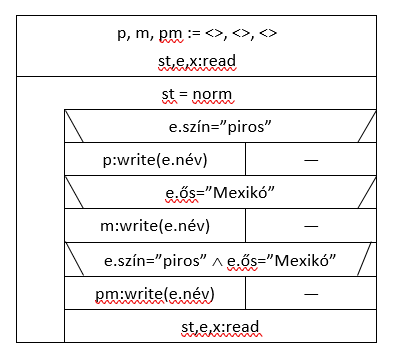 p, m, pm := <>, <>, <>
st,e,x:read
st = norm
e.szín=”piros”
p:write(e.név) —
e.ős=”Mexikó”
m:write(e.név) —
e.szín=”piros” ∧ e.ős=”Mexikó”
pm:write(e.név) —
st,e,x:read